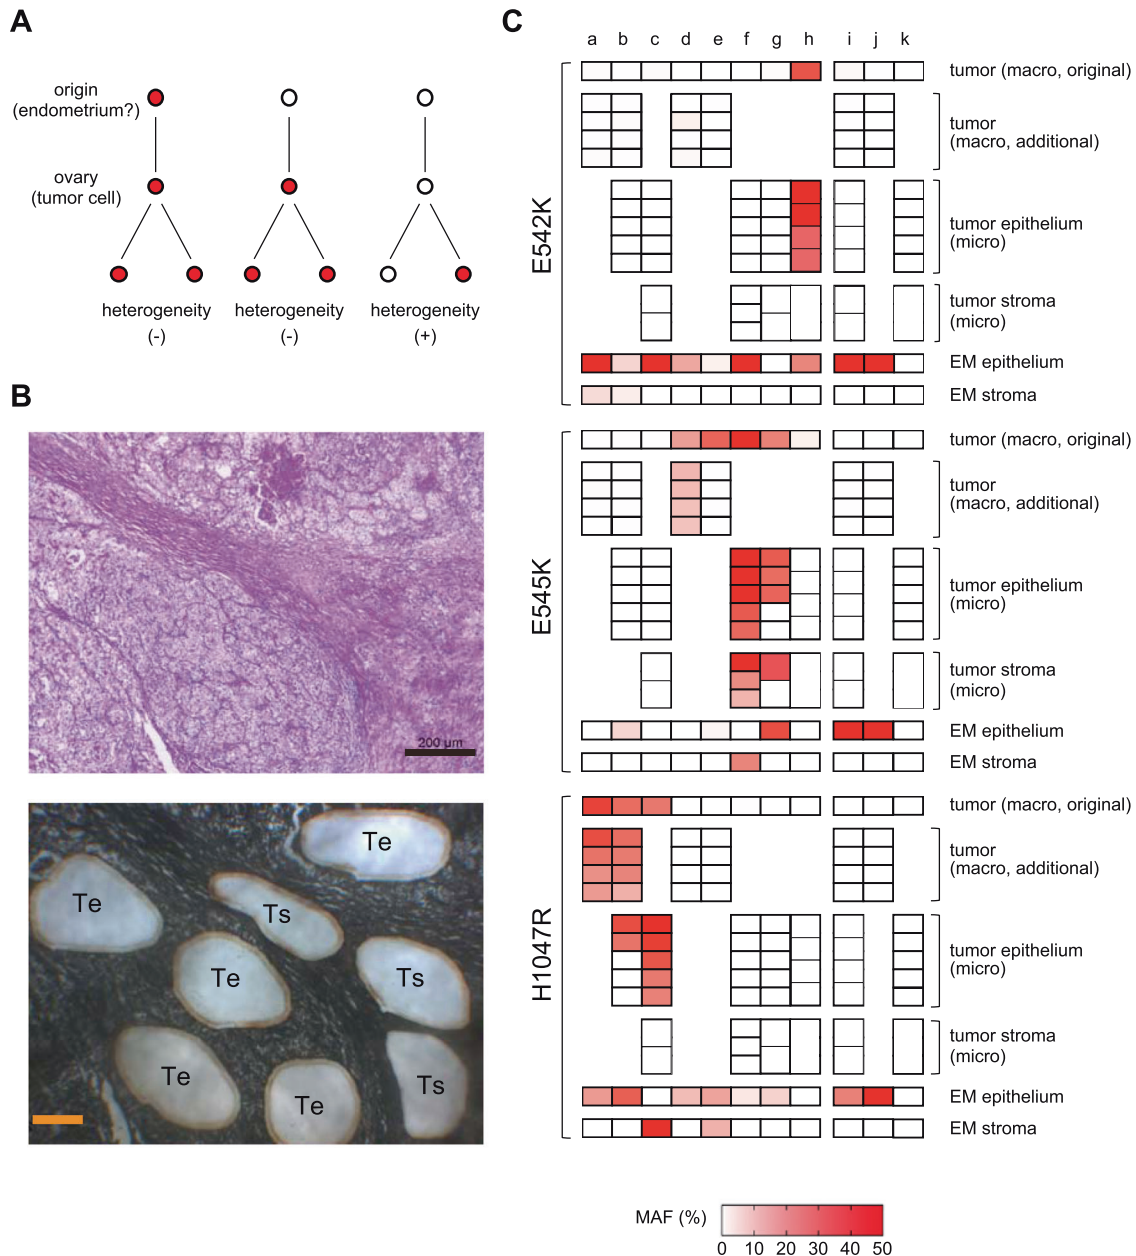 A
origin
(endometrium?)
ovary
(tumor cell)
heterogeneity
(-)
heterogeneity
(-)
heterogeneity
(+)
B
200 µm
Te
Te
Ts
Te
Ts
Te
Te
Ts
C
a b c d e f g h i j k
E542K
tumor (macro, original)
tumor
(macro, additional)
tumor epithelium
(micro)
tumor stroma
(micro)
EM epithelium
EM stroma
E545K
tumor (macro, original)
tumor
(macro, additional)
tumor epithelium
(micro)
tumor stroma
(micro)
EM epithelium
EM stroma
H1047R
tumor (macro, original)
tumor
(macro, additional)
tumor epithelium
(micro)
tumor stroma
(micro)
EM epithelium
EM stroma
MAF (%)
0 10 20 30 40 50